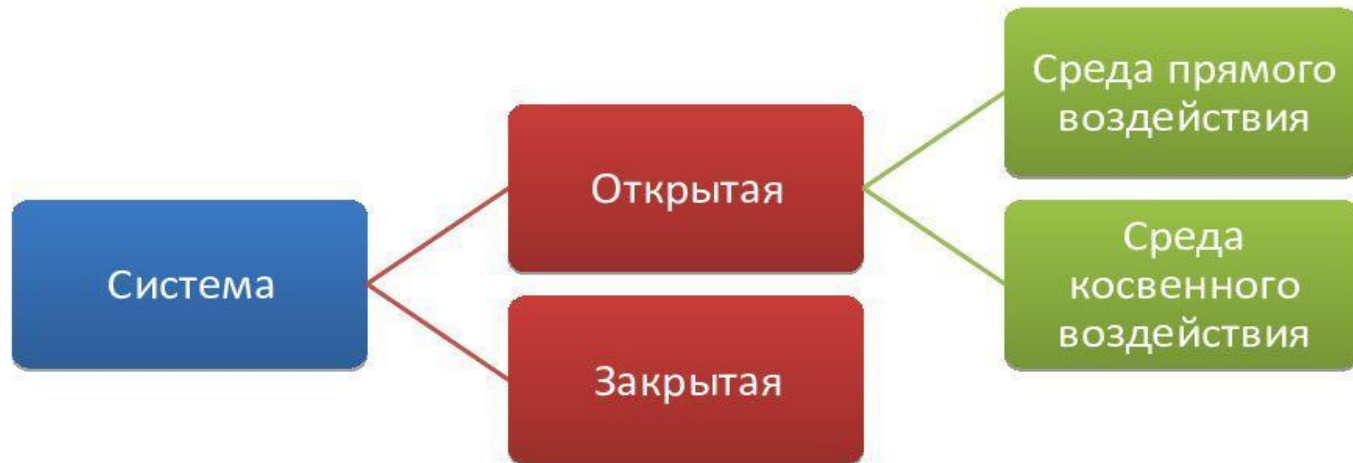 Система
Открытая
Закрытая
Среда прямого
воздействия
Среда
косвенного
воздействия